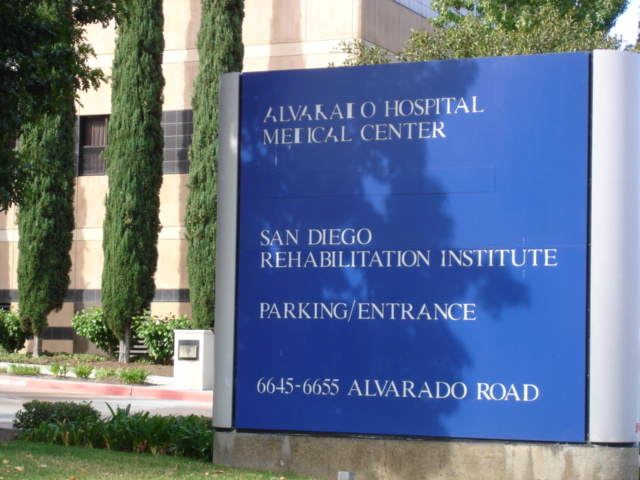 ALVARADO HOSPITAL
MEDICAL CENTER
SAN DIEGO
REHABILITATION INSTITUTE
PARKING/ENTRANCE
6645-6655 ALVARADO ROAD